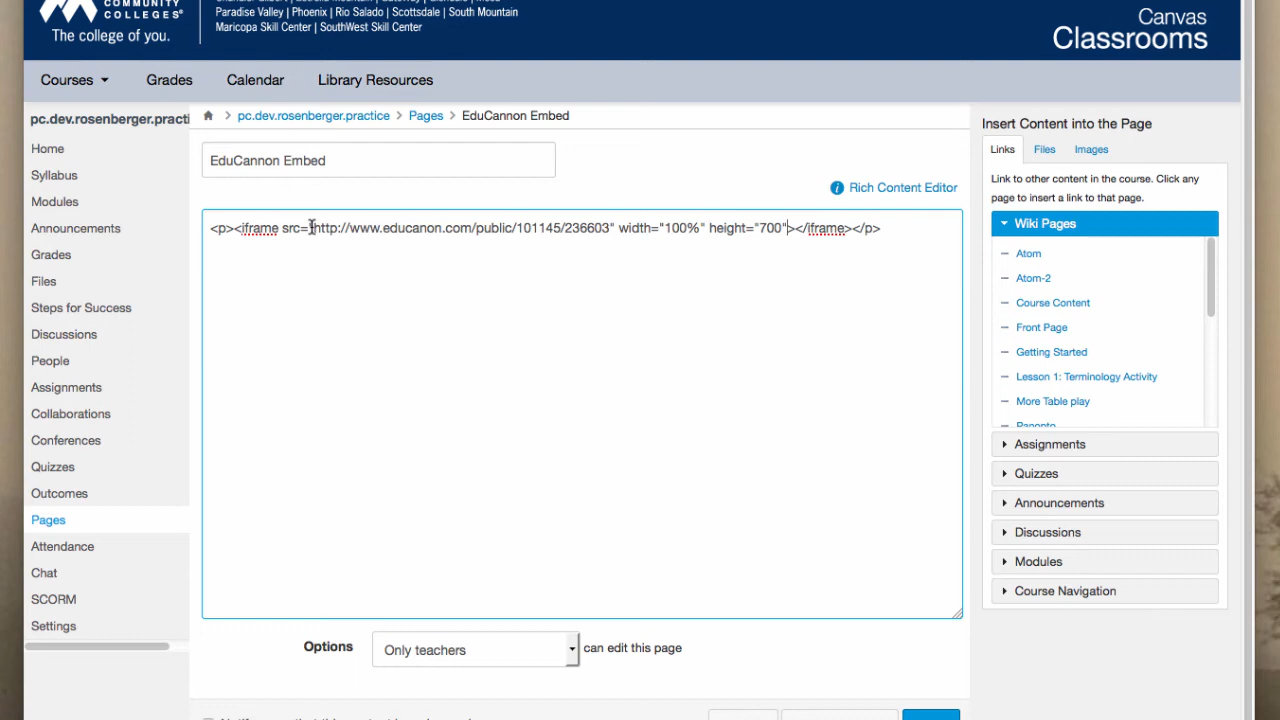 COMMUNITY
COLLEGES®
The college of you.
Paradise Valley | Phoenix | Rio Salado | Scottsdale | South Mountain
Maricopa Skill Center | SouthWest Skill Center
Canvas
Classrooms
Courses
Grades
Calendar
Library Resources
pc.dev.rosenberger.practi
Home
Syllabus
Modules
Announcements
Grades
Files
Steps for Success
Discussions
People
Assignments
Collaborations
Conferences
Quizzes
Outcomes
Pages
Attendance
Chat
SCORM
Settings
pc.dev.rosenberger.practice > Pages > EduCannon Embed
EduCannon Embed
Rich Content Editor
<p><iframe src="http://www.educanon.com/public/101145/236603" width="100%" height="700"></iframe></p>
Options
Only teachers
can edit this page
Insert Content into the Page
Links
Files
Images
Link to other content in the course. Click any
page to insert a link to that page.
Wiki Pages
Atom
Atom-2
Course Content
Front Page
Getting Started
Lesson 1: Terminology Activity
More Table play
Panopto
Assignments
Quizzes
Announcements
Discussions
Modules
Course Navigation